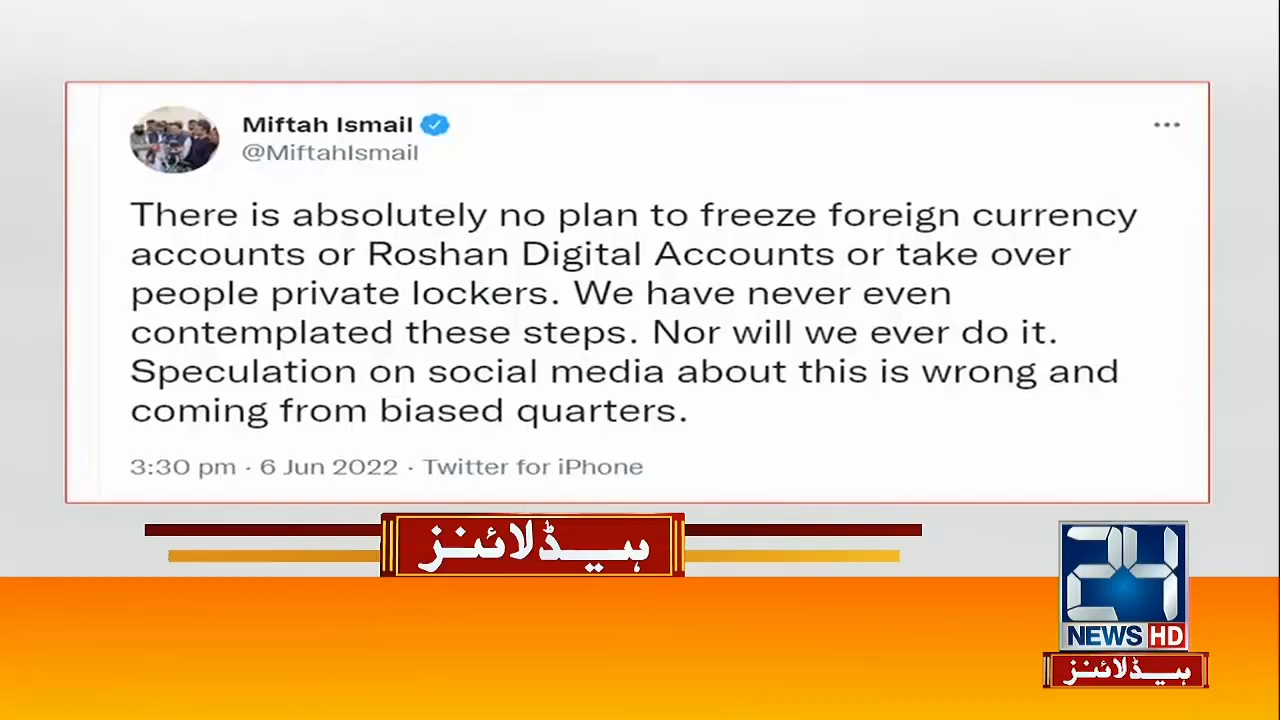 Miftah Ismail
@MiftahIsmail
There is absolutely no plan to freeze foreign currency
accounts or Roshan Digital Accounts or take over
people private lockers. We have never even
contemplated these steps. Nor will we ever do it.
Speculation on social media about this is wrong and
coming from biased quarters.
3:30 pm · 6 Jun 2022 · Twitter for iPhone
ہیڈلائنز
24
NEWS HD
ہیڈلائنز